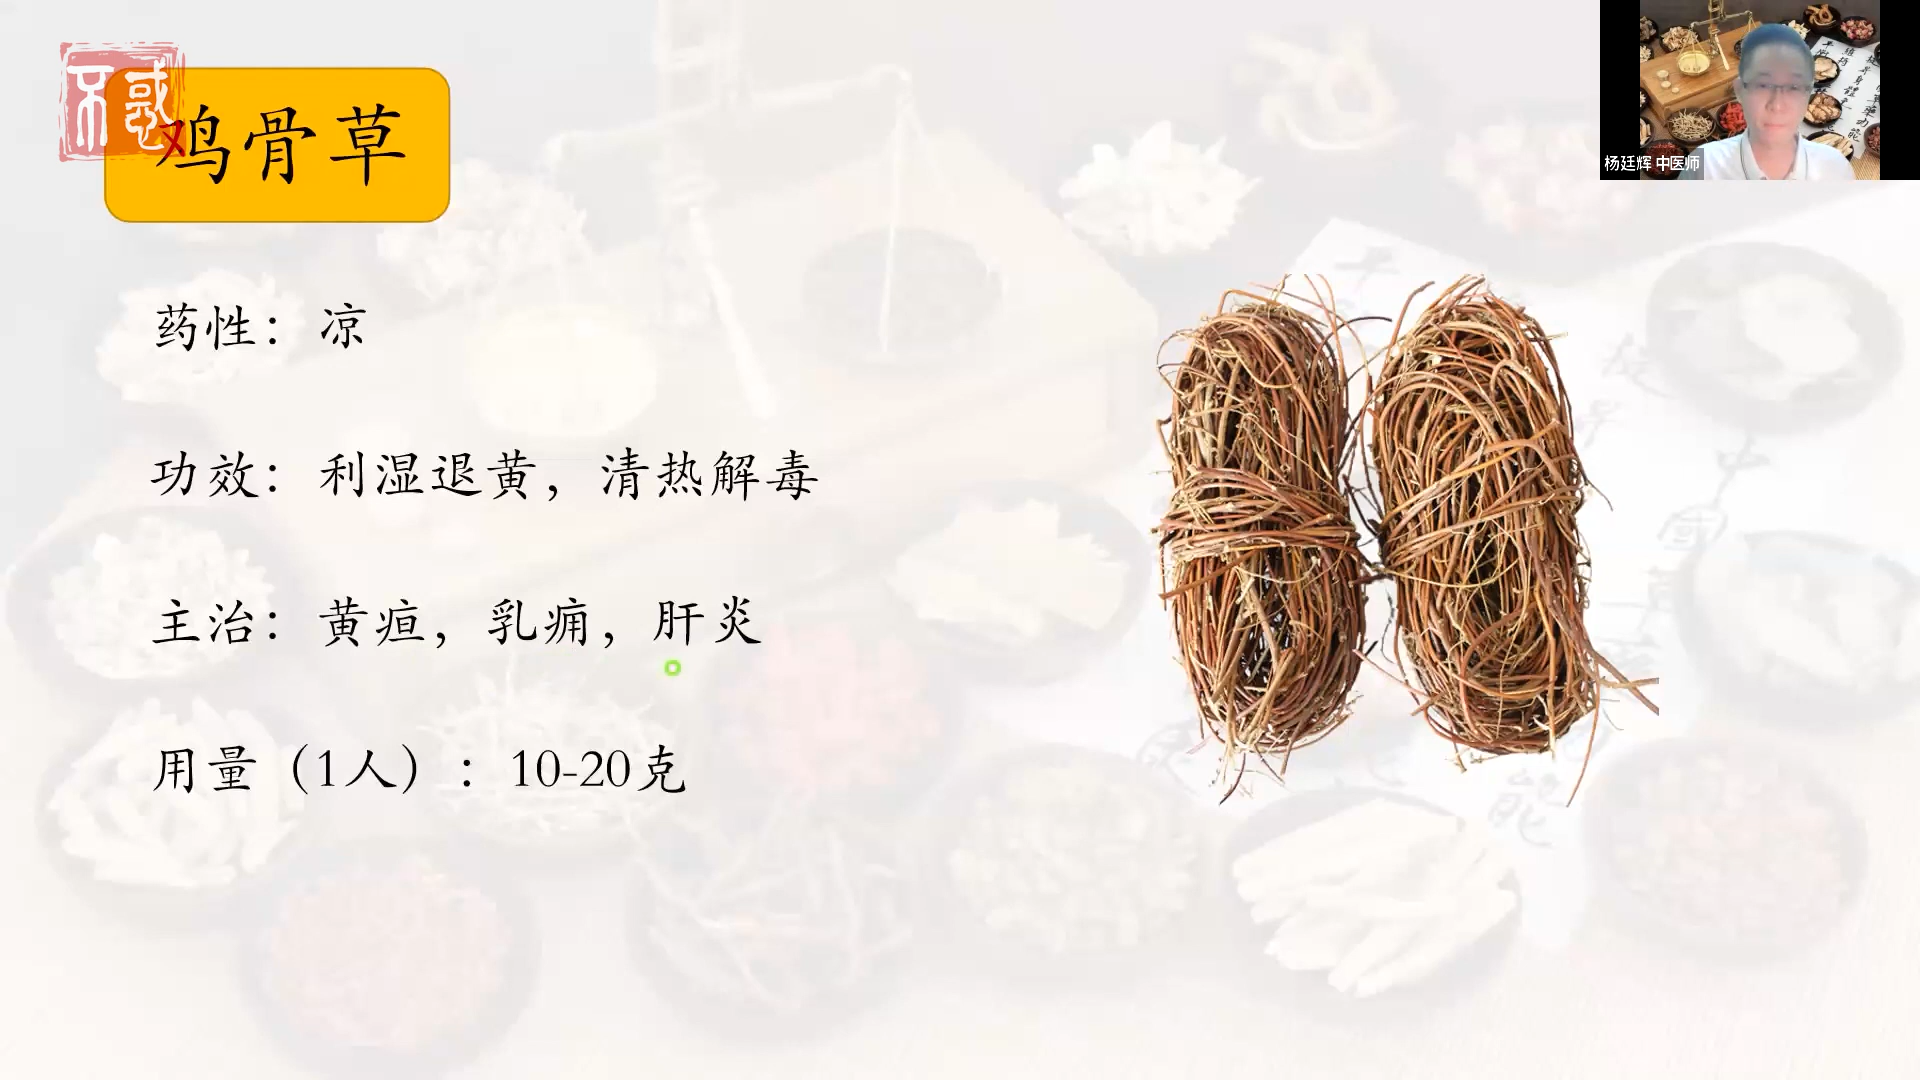 不惑
鸡骨草
药性：凉
功效：利湿退黄，清热解毒
主治：黄疸，乳痈，肝炎
用量（1人）：10-20克
杨廷辉 中医师